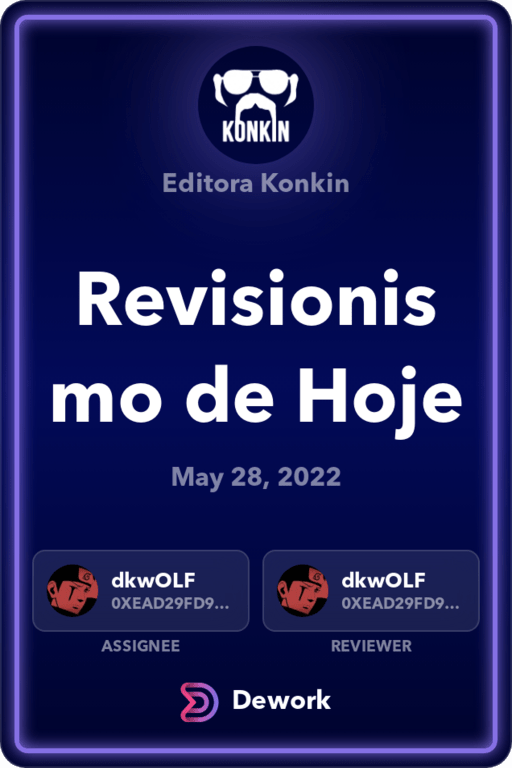 KONKIN
Editora Konkin
Revisionis
mo de Hoje
May 28, 2022
dkwOLF
0XEAD29FD9...
ASSIGNEE
dkwOLF
0XEAD29FD9...
REVIEWER
Dework